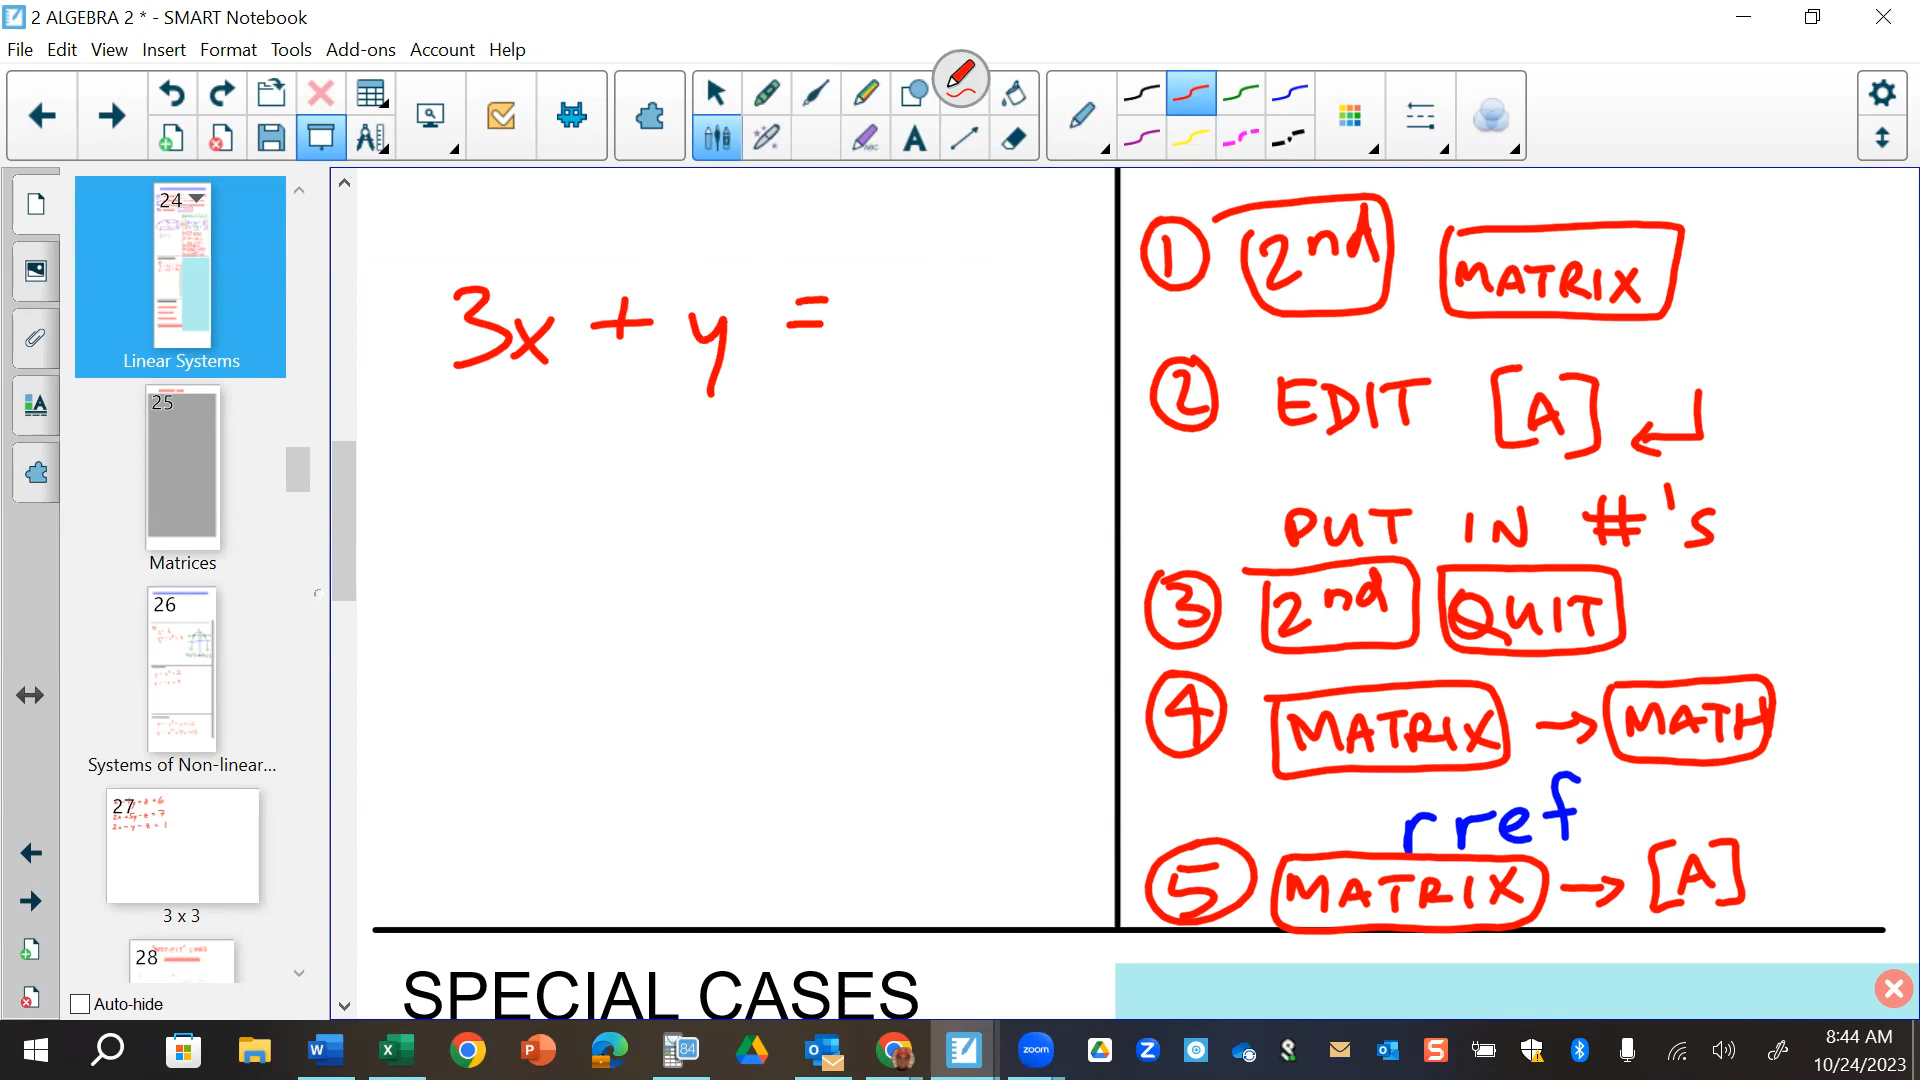 2 ALGEBRA 2 * - SMART Notebook
File Edit View Insert Format Tools Add-ons Account Help
24
Linear Systems
25
Matrices
26
Systems of Non-linear...
27
3 x 3
28
Auto-hide
3x + y =
① 2nd MATRIX
② EDIT [A] ↵
PUT IN #'s
③ 2nd QUIT
④ MATRIX → MATH
rref
⑤ MATRIX → [A]
SPECIAL CASES
84
zoom
8:44 AM
10/24/2023